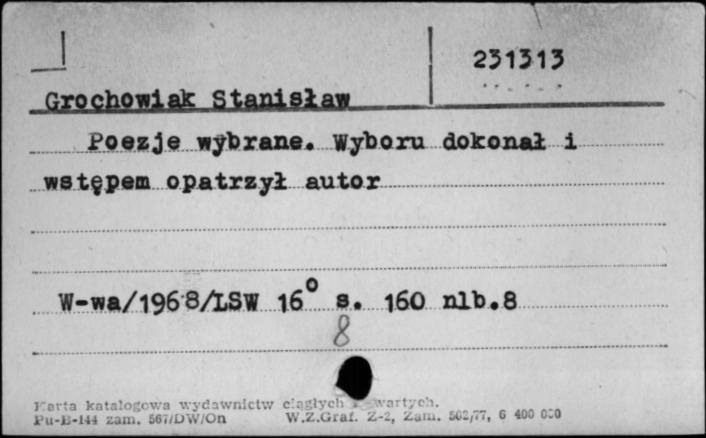 231313
Grochowiak Stanisław
Poezje wybrane. Wyboru dokonał i
wstępem opatrzył autor
W-wa/1968/LSW 16° s. 160 nlb.8
8
Karta katalogowa wydawnictw ciągłych wartych.
Pu-B-144 zam. 567/DW/On W.Z.Graf. Z-2, Zam. 502/77, 6 400 000